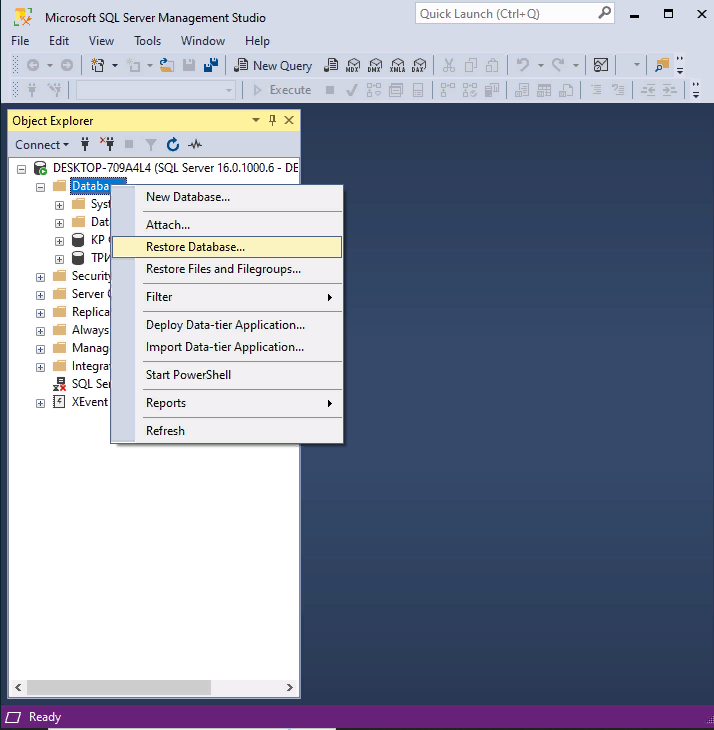 Microsoft SQL Server Management Studio
Quick Launch (Ctrl+Q)
File Edit View Tools Window Help
New Query
MDX DMX XMLA DAX
Execute
Object Explorer
Connect
DESKTOP-709A4L4 (SQL Server 16.0.1000.6 - DE
Databa
Syst
Data
KP
ТРИ
Security
Server O
Replica
Always
Manag
Integra
SQL Ser
XEvent
New Database...
Attach...
Restore Database...
Restore Files and Filegroups...
Filter
Deploy Data-tier Application...
Import Data-tier Application...
Start PowerShell
Reports
Refresh
Ready